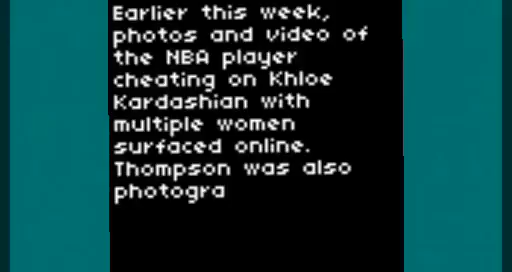 Earlier this week,
photos and video of
the NBA player
cheating on Khloe
Kardashian with
multiple women
surfaced online.
Thompson was also
photogra